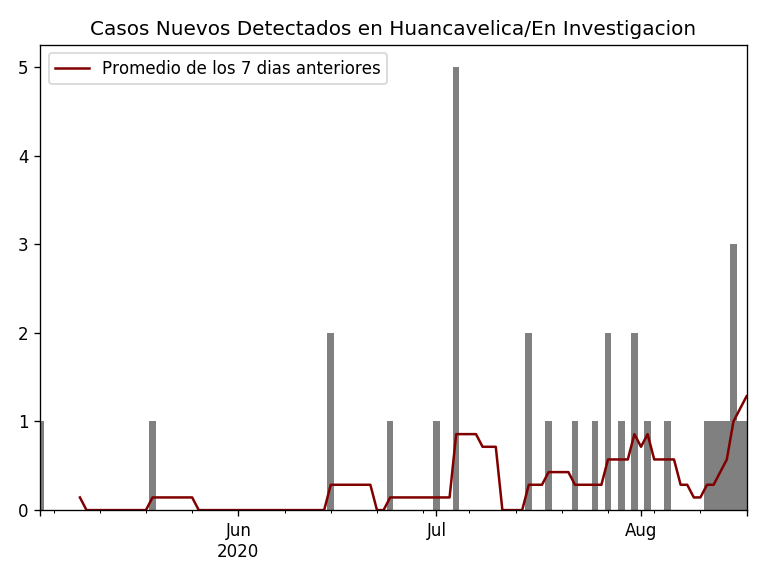 Casos Nuevos Detectados en Huancavelica/En Investigacion
Promedio de los 7 dias anteriores
5
4
3
2
1
0
Jun
2020
Jul
Aug